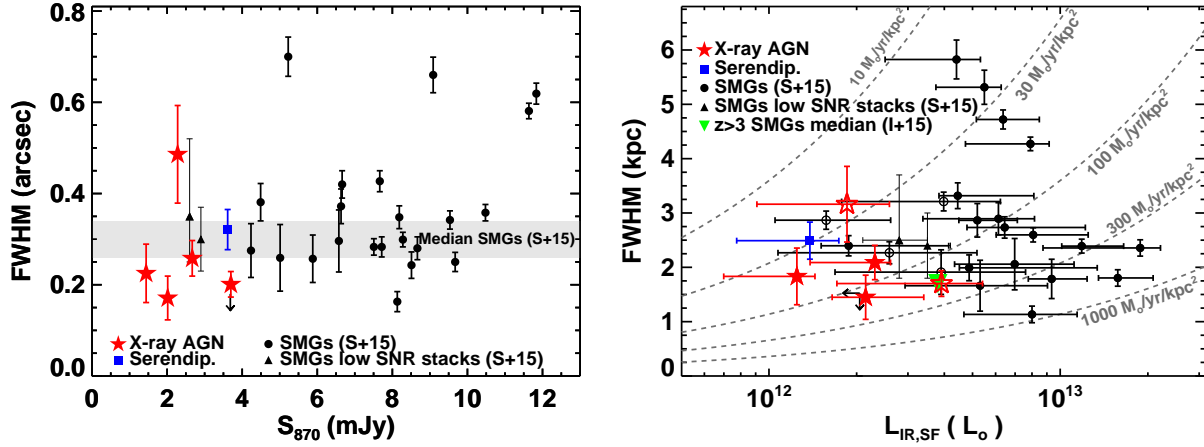 0.8
0.6
0.4
0.2
0.0
FWHM (arcsec)
Median SMGs (S+15)
X-ray AGN
Serendip.
SMGs (S+15)
SMGs low SNR stacks (S+15)
0 2 4 6 8 10 12
S870 (mJy)
6
5
4
3
2
1
0
FWHM (kpc)
X-ray AGN
Serendip.
SMGs (S+15)
SMGs low SNR stacks (S+15)
z>3 SMGs median (I+15)
10 Mo/yr/kpc²
30 Mo/yr/kpc²
100 Mo/yr/kpc²
300 Mo/yr/kpc²
1000 Mo/yr/kpc²
10¹² 10¹³
LIR,SF ( Lo )